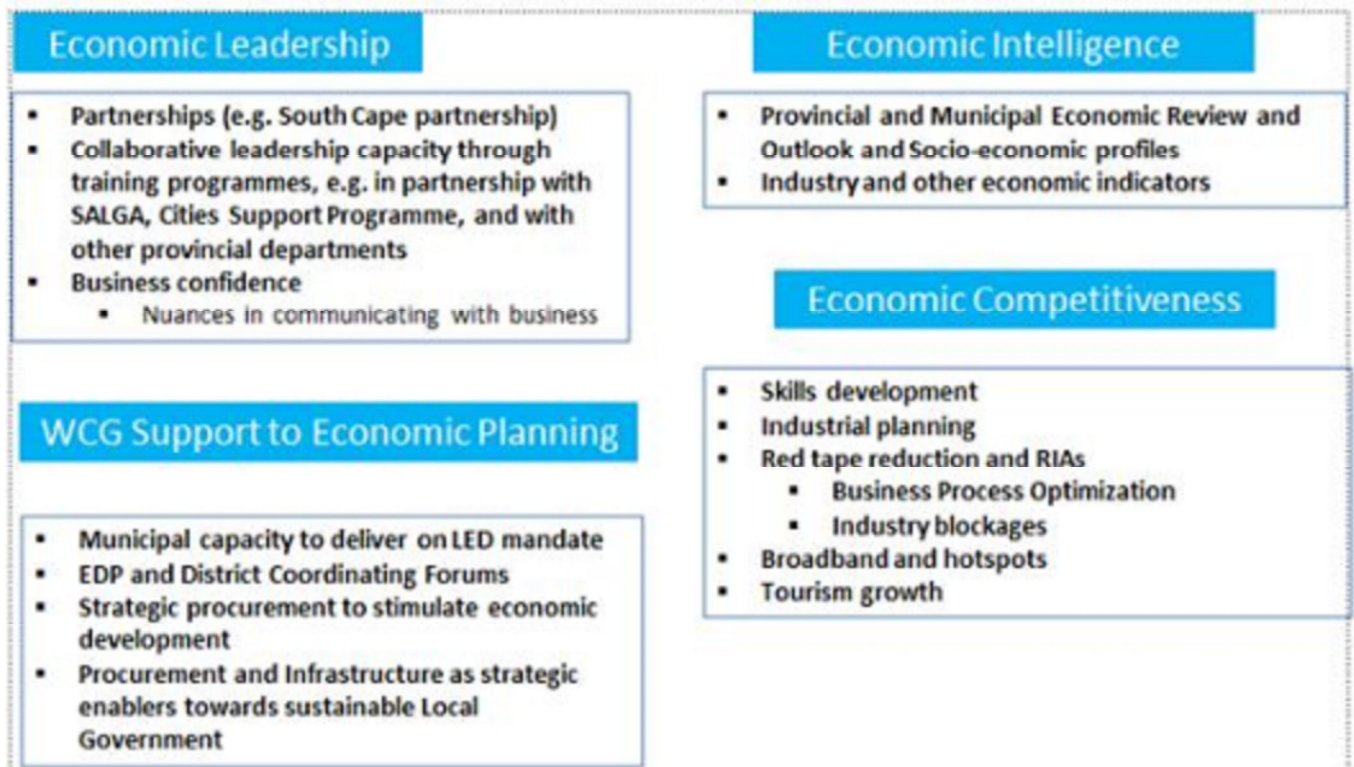 Economic Leadership
▪ Partnerships (e.g. South Cape partnership)
▪ Collaborative leadership capacity through
training programmes, e.g. in partnership with
SALGA, Cities Support Programme, and with
other provincial departments
▪ Business confidence
▪ Nuances in communicating with business
WCG Support to Economic Planning
▪ Municipal capacity to deliver on LED mandate
▪ EDP and District Coordinating Forums
▪ Strategic procurement to stimulate economic
development
▪ Procurement and Infrastructure as strategic
enablers towards sustainable Local
Government
Economic Intelligence
▪ Provincial and Municipal Economic Review and
Outlook and Socio-economic profiles
▪ Industry and other economic indicators
Economic Competitiveness
▪ Skills development
▪ Industrial planning
▪ Red tape reduction and RIAs
▪ Business Process Optimization
▪ Industry blockages
▪ Broadband and hotspots
▪ Tourism growth